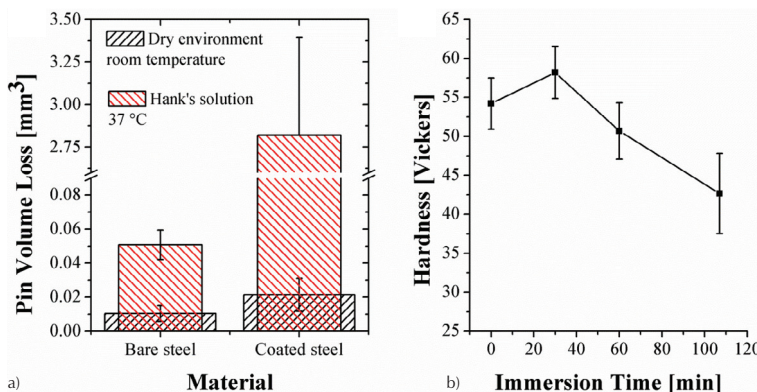 3.50
3.25
3.00
2.75
0.08
0.06
0.04
0.02
0.00
Pin Volume Loss [mm³]
Dry environment
room temperature
Hank's solution
37 °C
Bare steel
Coated steel
Material
a)
65
60
55
50
45
40
35
30
25
Hardness [Vickers]
0 20 40 60 80 100 120
Immersion Time [min]
b)